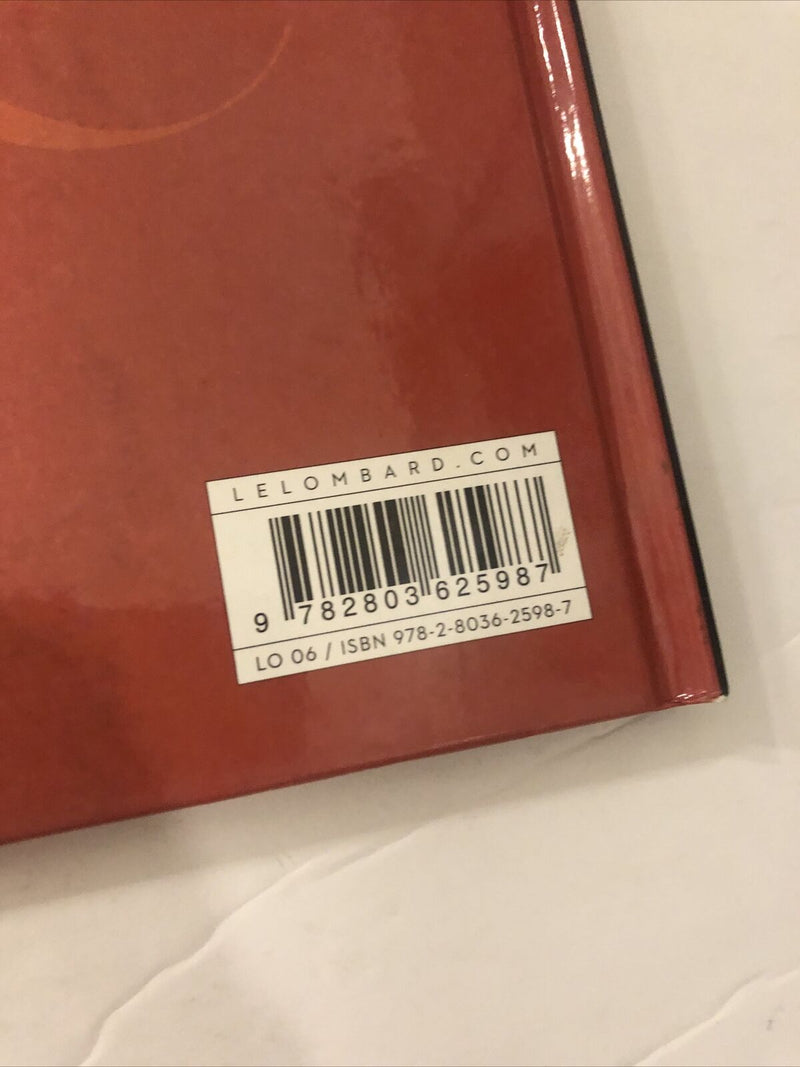 LELOMBARD.COM
9 782803 625987
LO 06 / ISBN 978-2-8036-2598-7